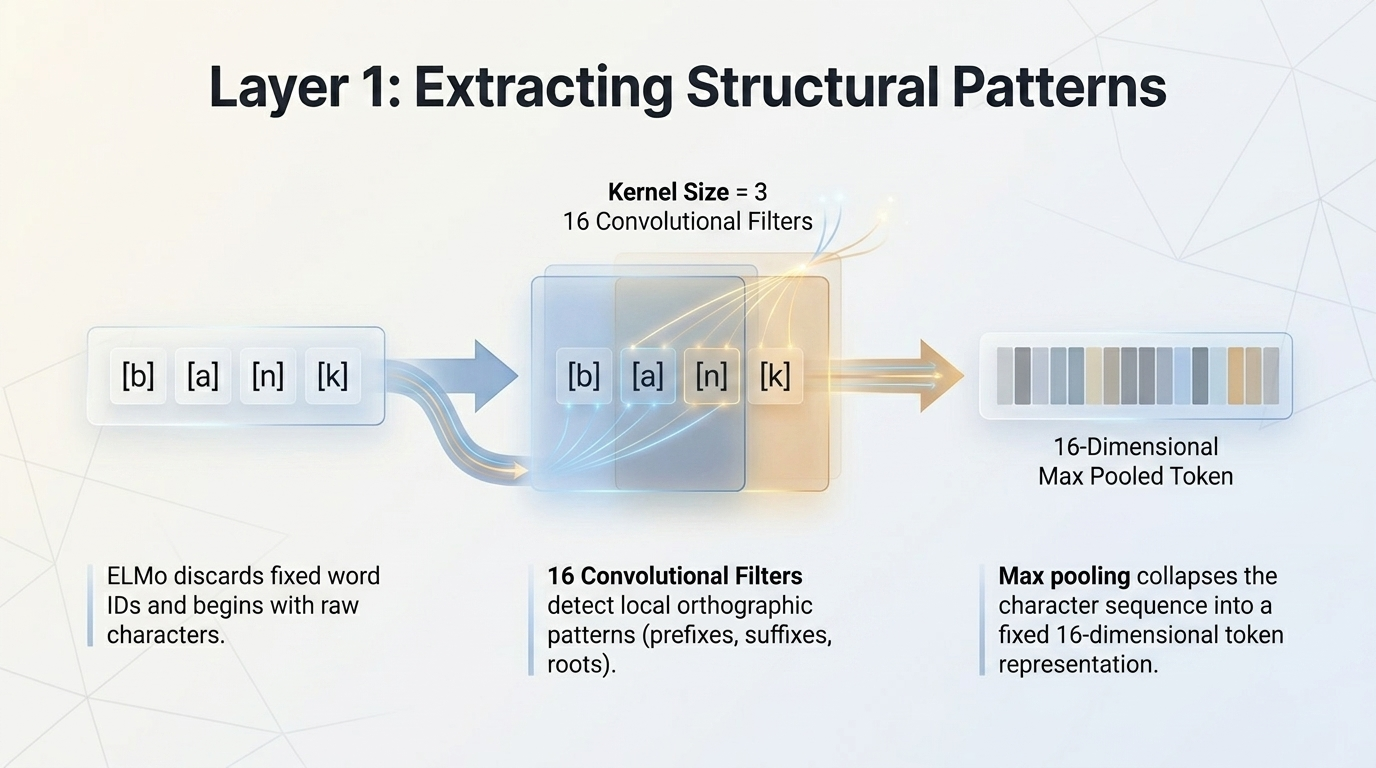 Layer 1: Extracting Structural Patterns
Kernel Size = 3
16 Convolutional Filters
[b] [a] [n] [k]
[b] [a] [n] [k]
16-Dimensional
Max Pooled Token
ELMo discards fixed word
IDs and begins with raw
characters.
16 Convolutional Filters
detect local orthographic
patterns (prefixes, suffixes,
roots).
Max pooling collapses the
character sequence into a
fixed 16-dimensional token
representation.